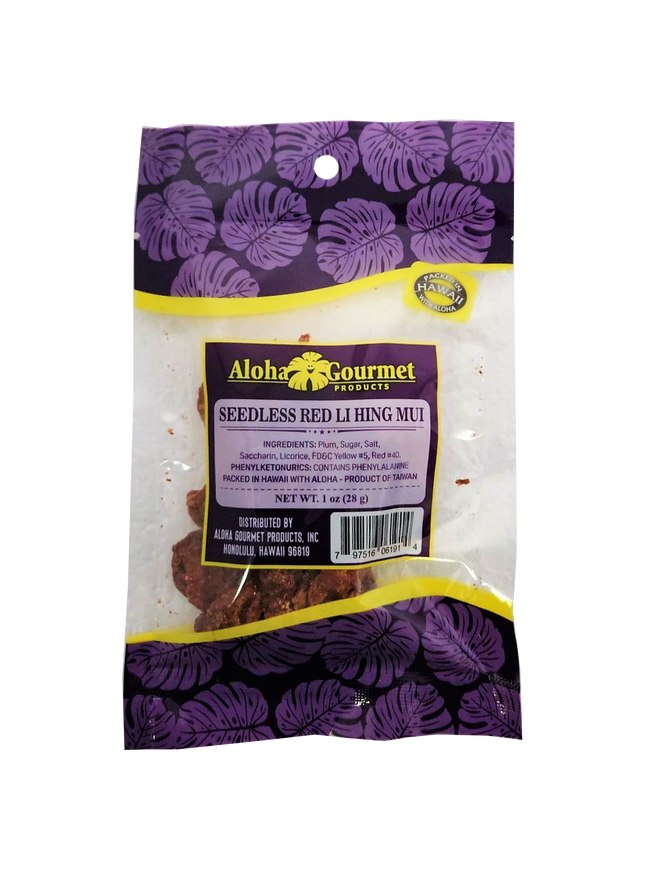 PACKED IN
HAWAII
WITH ALOHA
Aloha Gourmet
PRODUCTS
SEEDLESS RED LI HING MUI
INGREDIENTS: Plum, Sugar, Salt,
Saccharin, Licorice, FD&C Yellow #5, Red #40.
PHENYLKETONURICS: CONTAINS PHENYLALANINE
PACKED IN HAWAII WITH ALOHA - PRODUCT OF TAIWAN
NET WT. 1 oz (28 g)
DISTRIBUTED BY
ALOHA GOURMET PRODUCTS, INC
HONOLULU, HAWAII 96819
7 97516 06191 4